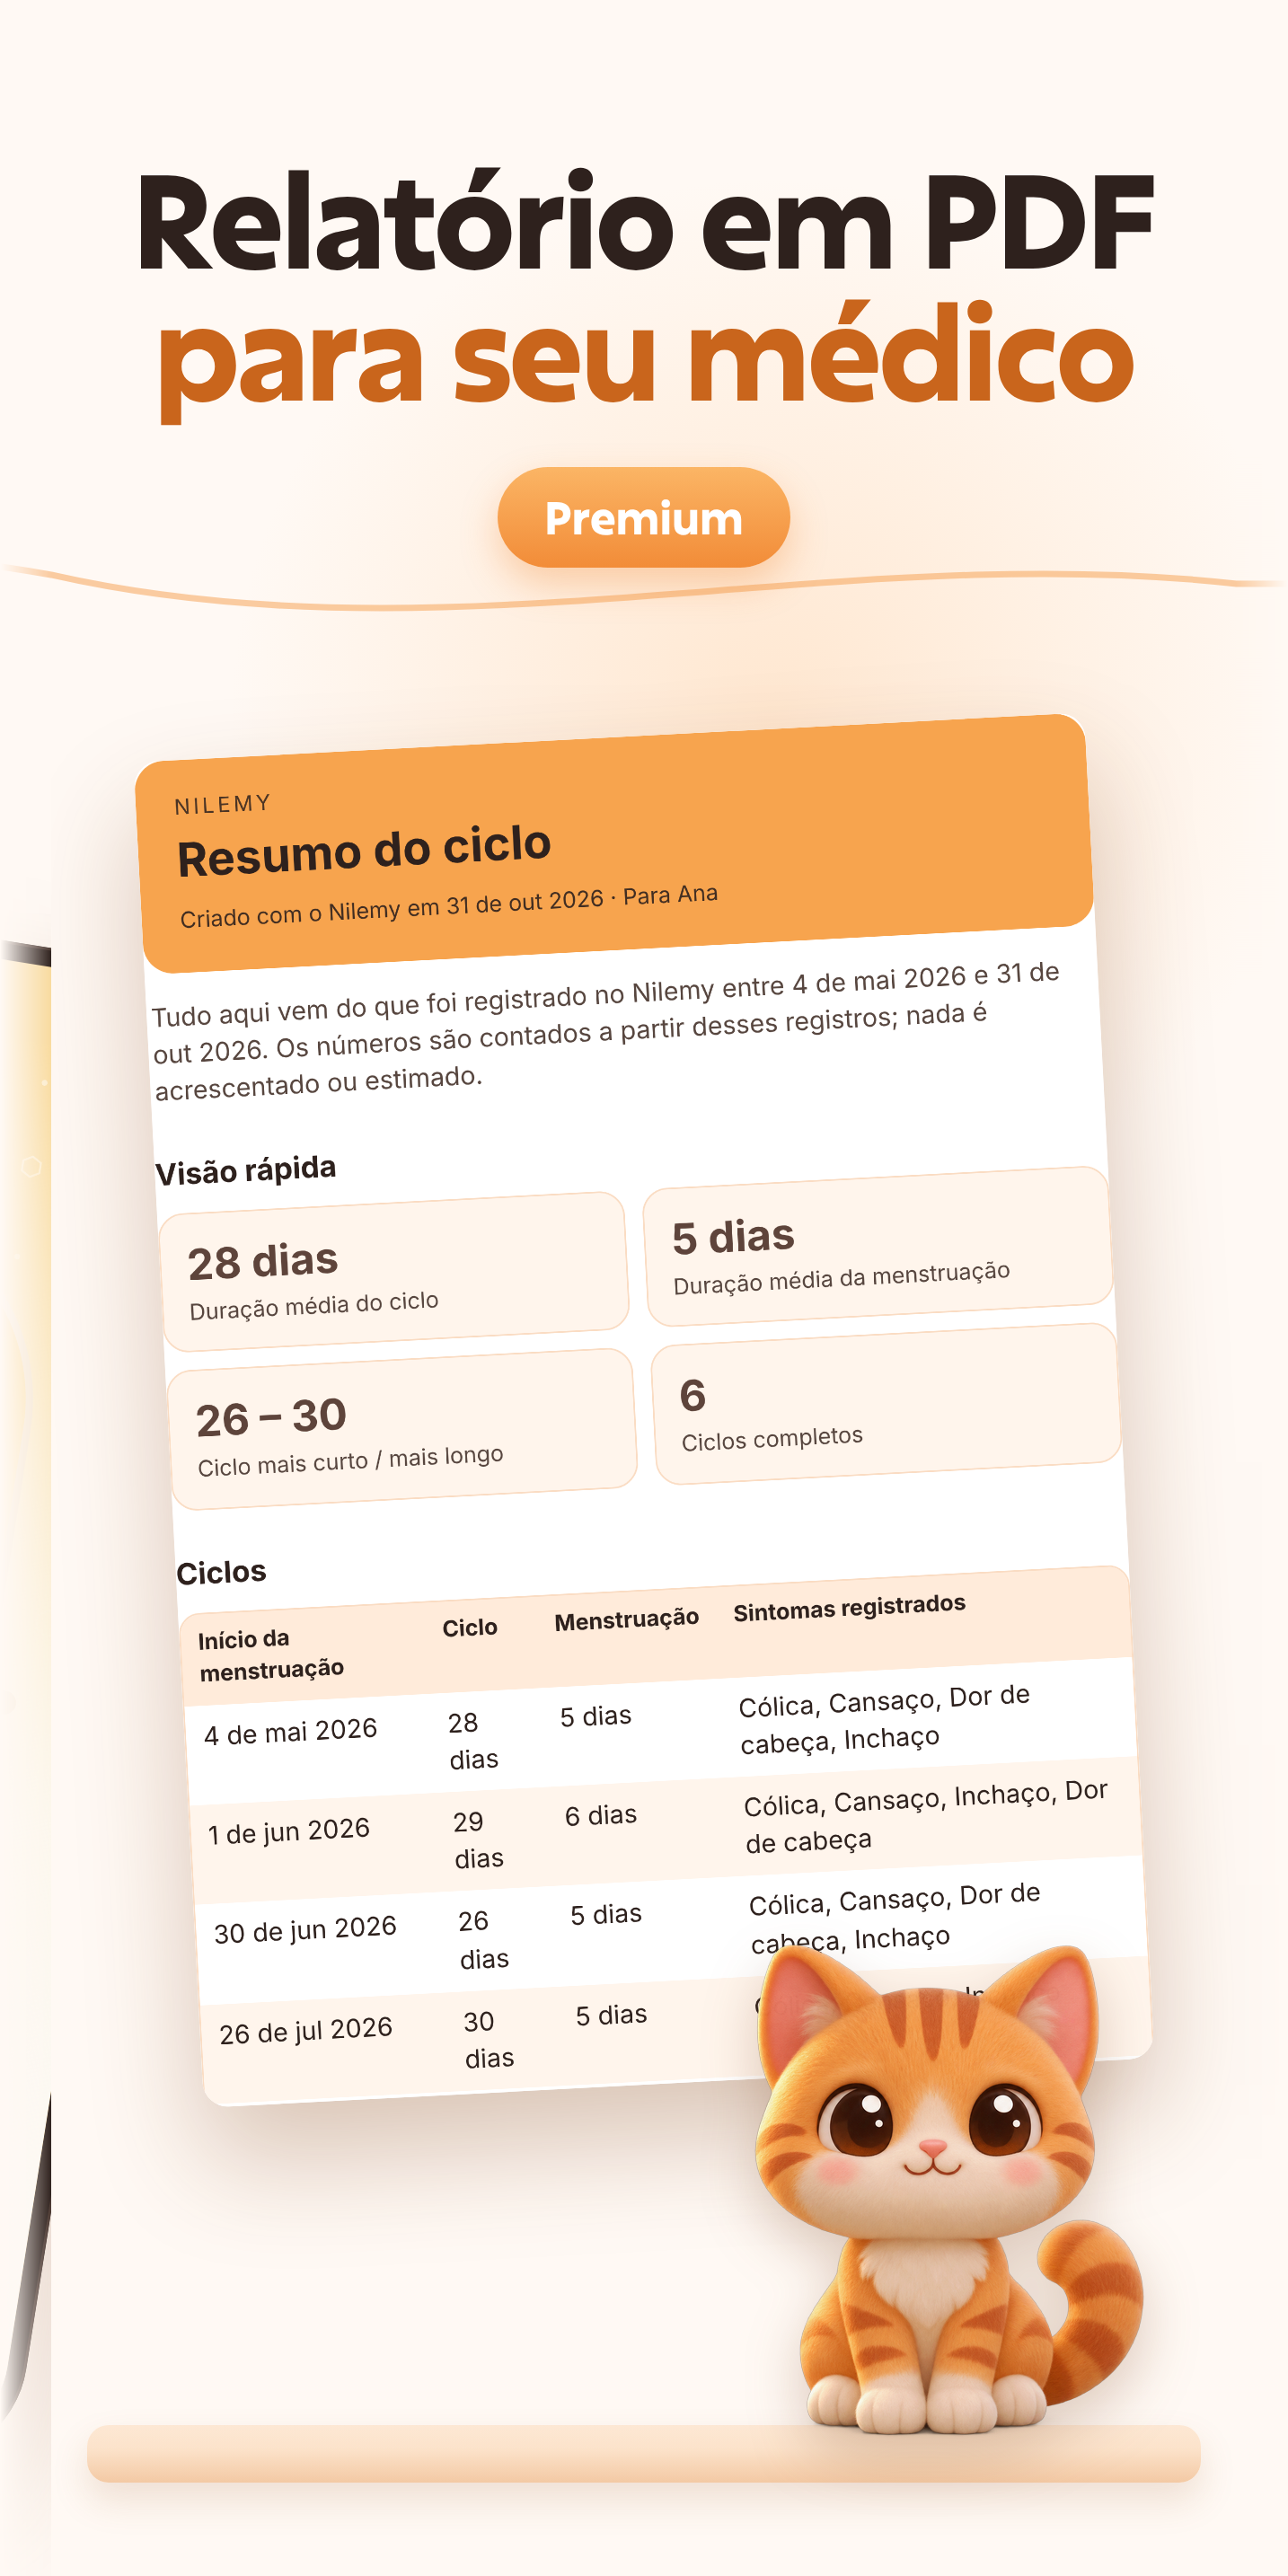 Relatório em PDF
para seu médico
Premium
NILEMY
Resumo do ciclo
Criado com o Nilemy em 31 de out 2026 · Para Ana
Tudo aqui vem do que foi registrado no Nilemy entre 4 de mai 2026 e 31 de
out 2026. Os números são contados a partir desses registros; nada é
acrescentado ou estimado.
Visão rápida
28 dias
Duração média do ciclo
5 dias
Duração média da menstruação
26 – 30
Ciclo mais curto / mais longo
6
Ciclos completos
Ciclos
Início da
menstruação
Ciclo
Menstruação
Sintomas registrados
4 de mai 2026
28
dias
5 dias
Cólica, Cansaço, Dor de
cabeça, Inchaço
1 de jun 2026
29
dias
6 dias
Cólica, Cansaço, Inchaço, Dor
de cabeça
30 de jun 2026
26
dias
5 dias
Cólica, Cansaço, Dor de
cabeça, Inchaço
26 de jul 2026
30
dias
5 dias